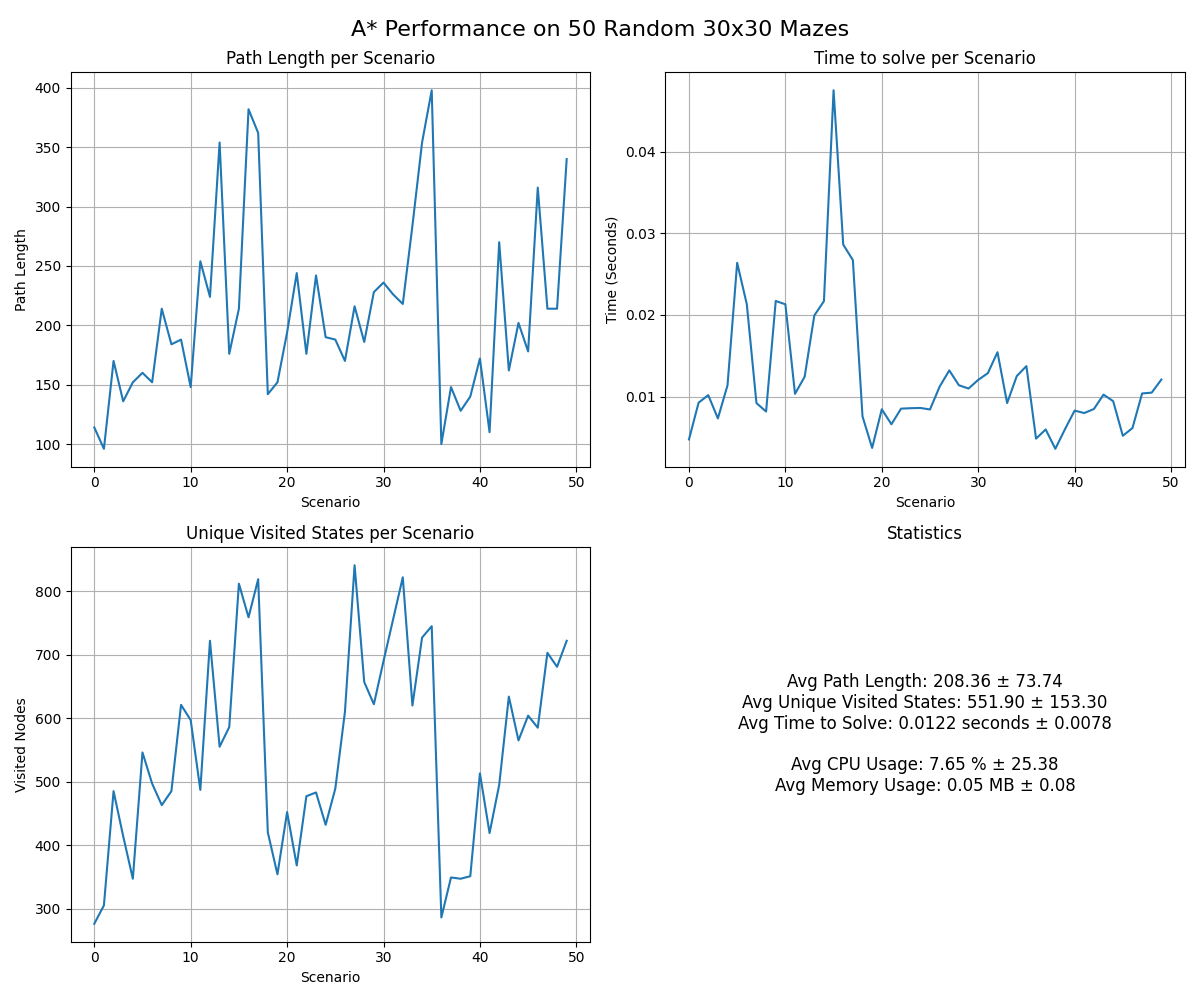 A* Performance on 50 Random 30x30 Mazes
Path Length per Scenario
400
350
300
250
200
150
100
Path Length
0 10 20 30 40 50
Scenario
Time to solve per Scenario
0.04
0.03
0.02
0.01
Time (Seconds)
0 10 20 30 40 50
Scenario
Unique Visited States per Scenario
800
700
600
500
400
300
Visited Nodes
0 10 20 30 40 50
Scenario
Statistics
Avg Path Length: 208.36 ± 73.74
Avg Unique Visited States: 551.90 ± 153.30
Avg Time to Solve: 0.0122 seconds ± 0.0078
Avg CPU Usage: 7.65 % ± 25.38
Avg Memory Usage: 0.05 MB ± 0.08